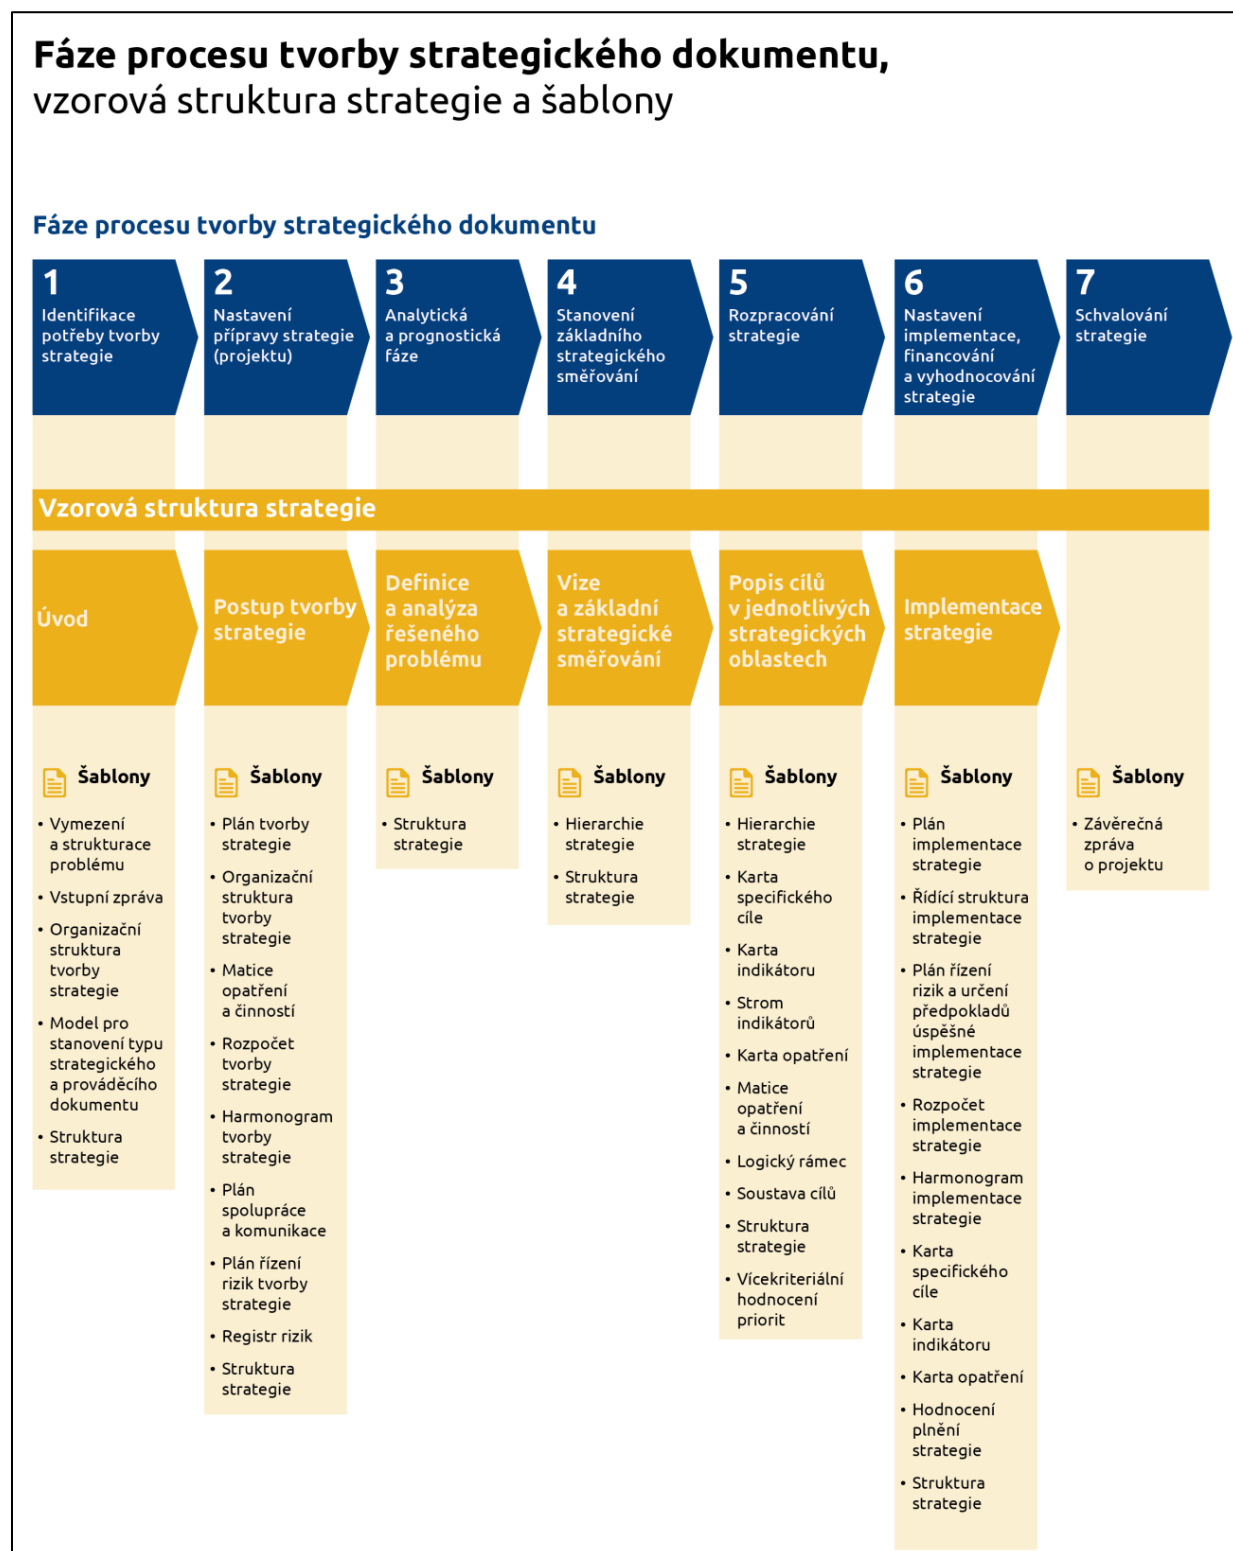 Fáze procesu tvorby strategického dokumentu,
vzorová struktura strategie a šablony
Fáze procesu tvorby strategického dokumentu
1
Identifikace
potřeby tvorby
strategie
2
Nastavení
přípravy strategie
(projektu)
3
Analytická
a prognostická
fáze
4
Stanovení
základního
strategického
směřování
5
Rozpracování
strategie
6
Nastavení
implementace,
financování
a vyhodnocování
strategie
7
Schvalování
strategie
Vzorová struktura strategie
Úvod
Postup tvorby
strategie
Definice
a analýza
řešeného
problému
Vize
a základní
strategické
směřování
Popis cílů
v jednotlivých
strategických
oblastech
Implementace
strategie
Šablony
• Vymezení
a strukturace
problému
• Vstupní zpráva
• Organizační
struktura
tvorby
strategie
• Model pro
stanovení typu
strategického
a prováděcího
dokumentu
• Struktura
strategie
Šablony
• Plán tvorby
strategie
• Organizační
struktura
tvorby
strategie
• Matice
opatření
a činností
• Rozpočet
tvorby
strategie
• Harmonogram
tvorby
strategie
• Plán
spolupráce
a komunikace
• Plán řízení
rizik tvorby
strategie
• Registr rizik
• Struktura
strategie
Šablony
• Struktura
strategie
Šablony
• Hierarchie
strategie
• Struktura
strategie
Šablony
• Hierarchie
strategie
• Karta
specifického
cíle
• Karta
indikátoru
• Strom
indikátorů
• Karta opatření
• Matice
opatření
a činností
• Logický rámec
• Soustava cílů
• Struktura
strategie
• Vícekriteriální
hodnocení
priorit
Šablony
• Plán
implementace
strategie
• Řídící struktura
implementace
strategie
• Plán řízení
rizik a určení
předpokladů
úspěšné
implementace
strategie
• Rozpočet
implementace
strategie
• Harmonogram
implementace
strategie
• Karta
specifického
cíle
• Karta
indikátoru
• Karta opatření
• Hodnocení
plnění
strategie
• Struktura
strategie
Šablony
• Závěrečná
zpráva
o projektu